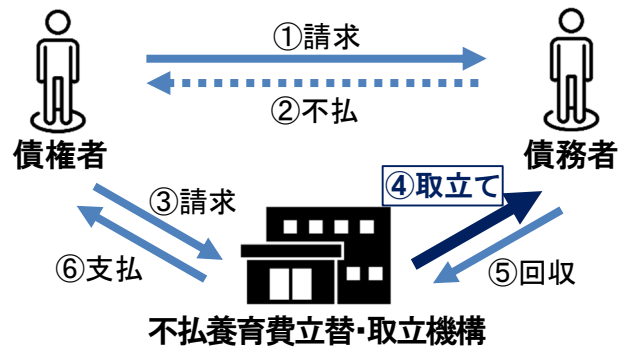 ①請求
②不払
債権者
債務者
④取立て
③請求
⑥支払
⑤回収
不払養育費立替・取立機構